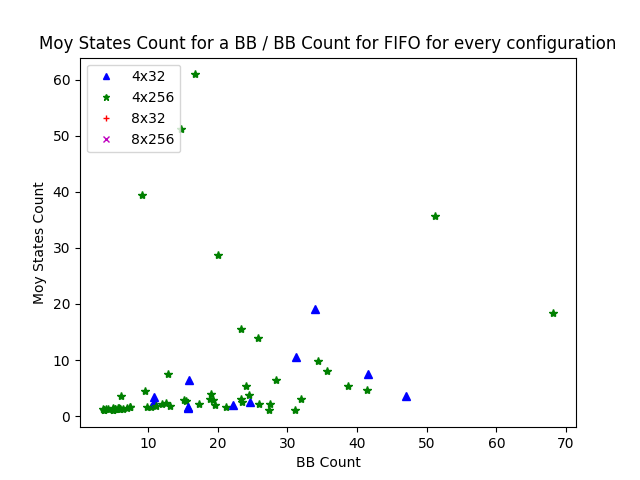 Moy States Count for a BB / BB Count for FIFO for every configuration
4x32
4x256
8x32
8x256
60
50
40
30
20
10
0
Moy States Count
10 20 30 40 50 60 70
BB Count